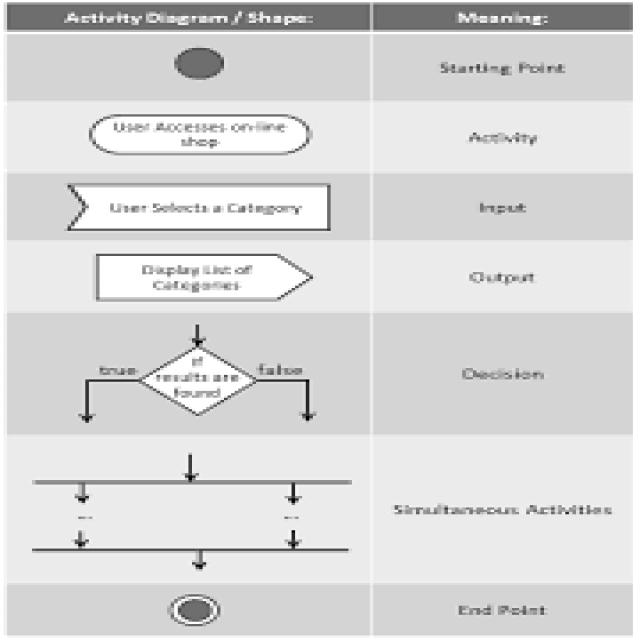 Activity Diagram / Shape: Meaning:
Starting Point
User Accesses on-line
shop
Activity
User Selects a Category
Input
Display List of
Categories
Output
true
If
results are
found
false
Decision
...
...
Simultaneous Activities
End Point